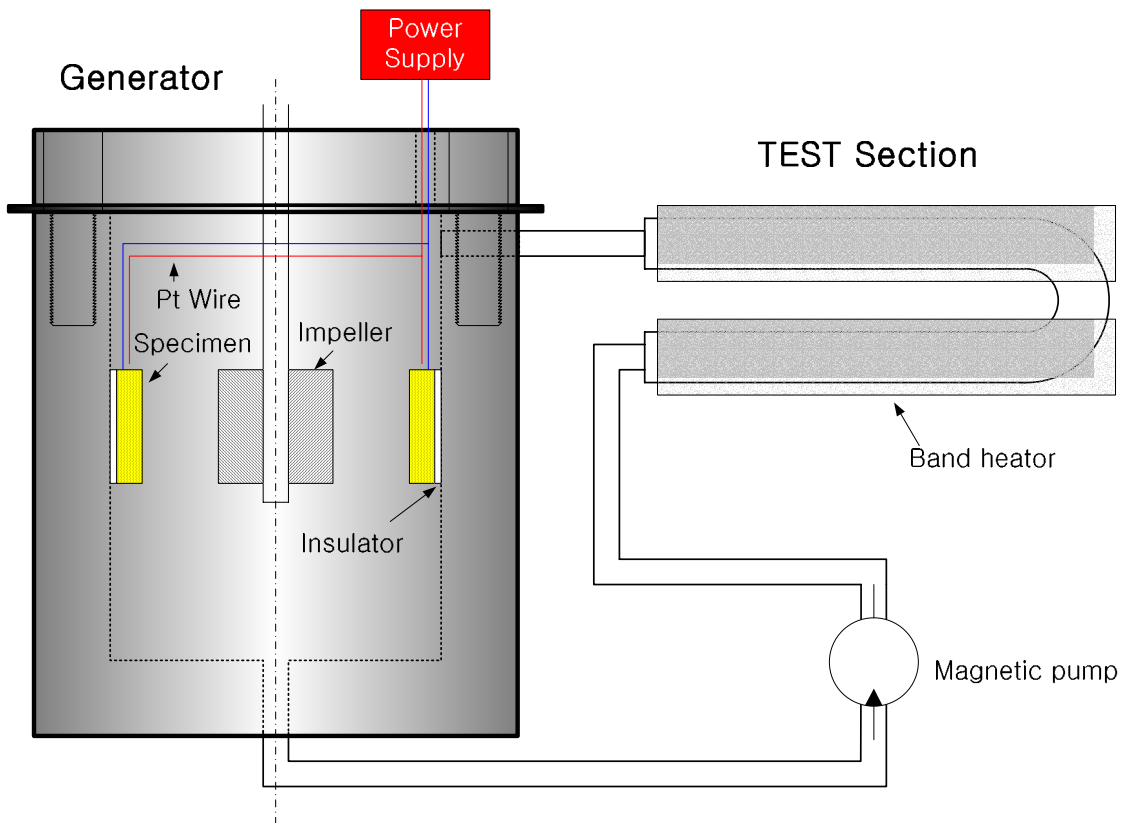 Power
Supply
Generator
TEST Section
Pt Wire
Specimen
Impeller
Band heator
Insulator
Magnetic pump